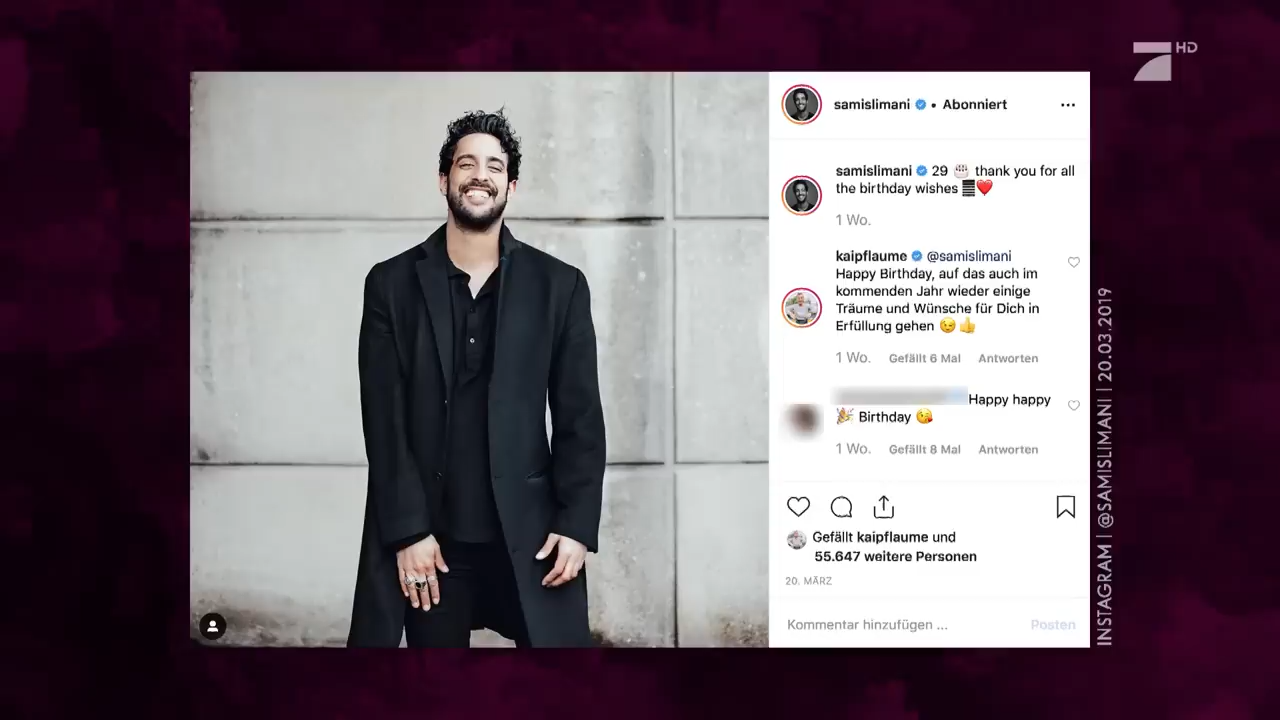 HD
samislimani • Abonniert
samislimani 29 🎂 thank you for all
the birthday wishes ❤️
1 Wo.
kaipflaume @samislimani
Happy Birthday, auf das auch im
kommenden Jahr wieder einige
Träume und Wünsche für Dich in
Erfüllung gehen 😉👍
1 Wo. Gefällt 6 Mal Antworten
Happy happy
🎉 Birthday 😘
1 Wo. Gefällt 8 Mal Antworten
Gefällt kaipflaume und
55.647 weitere Personen
20. MÄRZ
Kommentar hinzufügen ... Posten
INSTAGRAM | @SAMISLIMANI | 20.03.2019